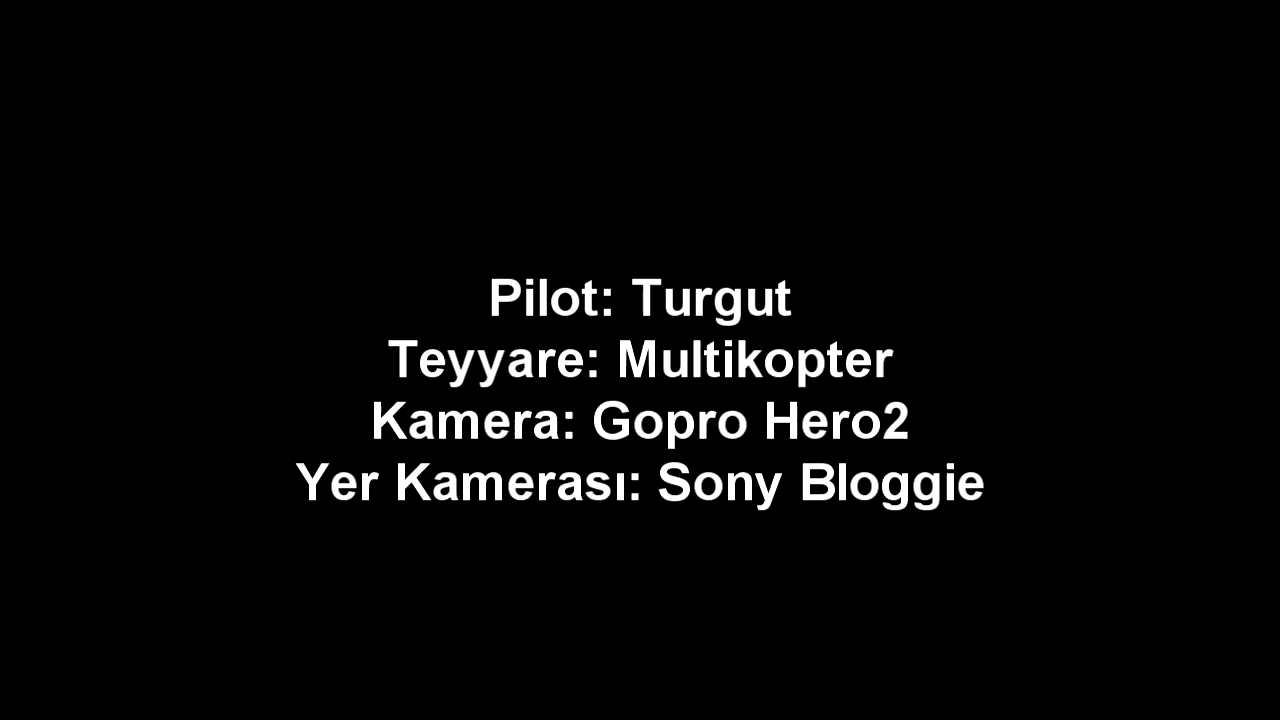 Pilot: Turgut
Teyyare: Multikopter
Kamera: Gopro Hero2
Yer Kamerası: Sony Bloggie